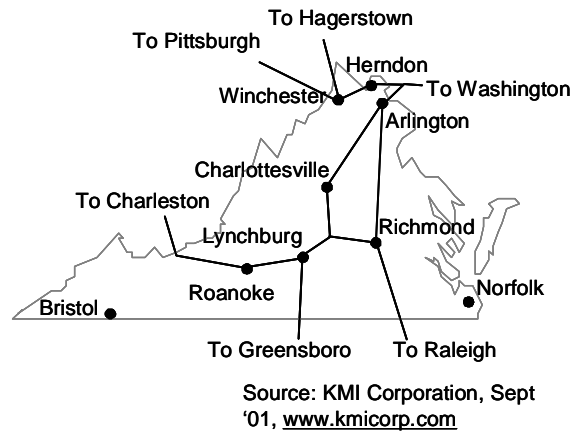 To Hagerstown
To Pittsburgh
Herndon
To Washington
Winchester
Arlington
Charlottesville
To Charleston
Richmond
Lynchburg
Roanoke
Norfolk
Bristol
To Greensboro
To Raleigh
Source: KMI Corporation, Sept
‘01, www.kmicorp.com